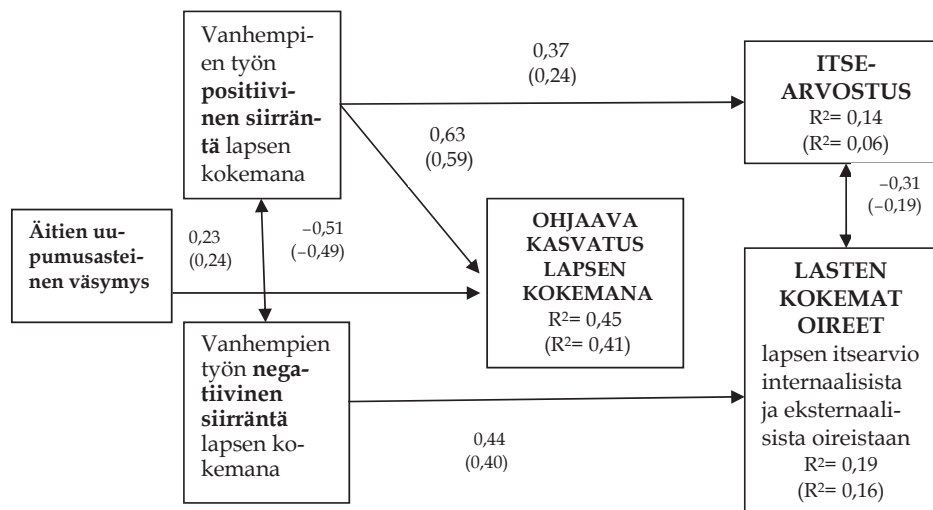 Vanhempi-
en työn
positiivi-
nen siirrän-
tä lapsen
kokemana
0,37
(0,24)
ITSE-
ARVOSTUS
R²= 0,14
(R²= 0,06)
0,63
(0,59)
−0,31
(−0,19)
Äitien uu-
pumusastei-
nen väsymys
0,23
(0,24)
−0,51
(−0,49)
OHJAAVA
KASVATUS
LAPSEN
KOKEMANA
R²= 0,45
(R²= 0,41)
LASTEN
KOKEMAT
OIREET
lapsen itsearvio
internaalisista
ja eksternaali-
sista oireistaan
R²= 0,19
(R²= 0,16)
Vanhempien
työn nega-
tiivinen
siirräntä
lapsen ko-
kemana
0,44
(0,40)